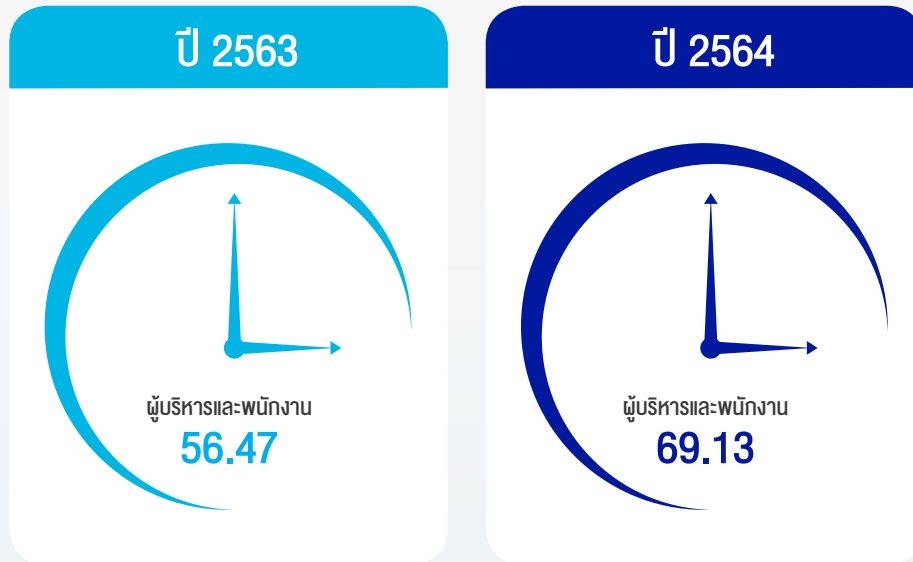 ปี 2563
ผู้บริหารและพนักงาน
56.47
ปี 2564
ผู้บริหารและพนักงาน
69.13